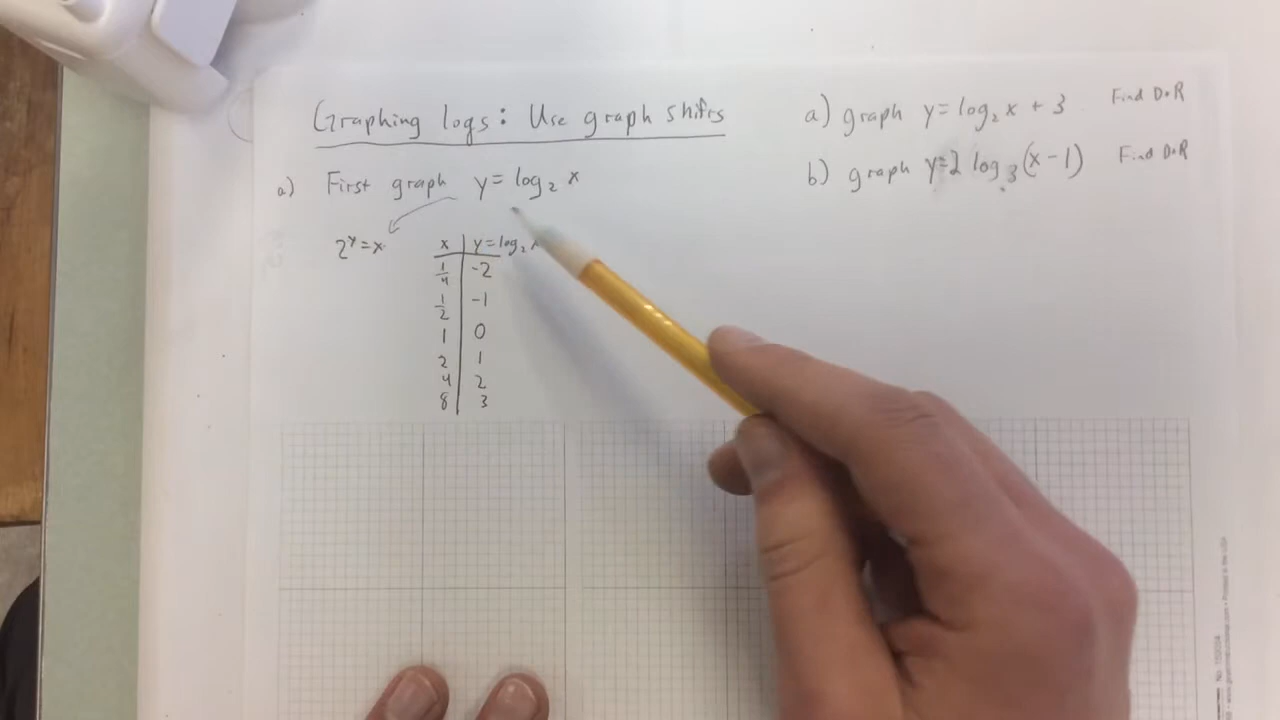 Graphing logs: Use graph shifts
a) First graph y = log₂ x
2ʸ = x
x | y = log₂ x
1/4 | -2
1/2 | -1
1 | 0
2 | 1
4 | 2
8 | 3
a) graph y = log₂ x + 3 Find D+R
b) graph y=2 log₃ (x - 1) Find D+R